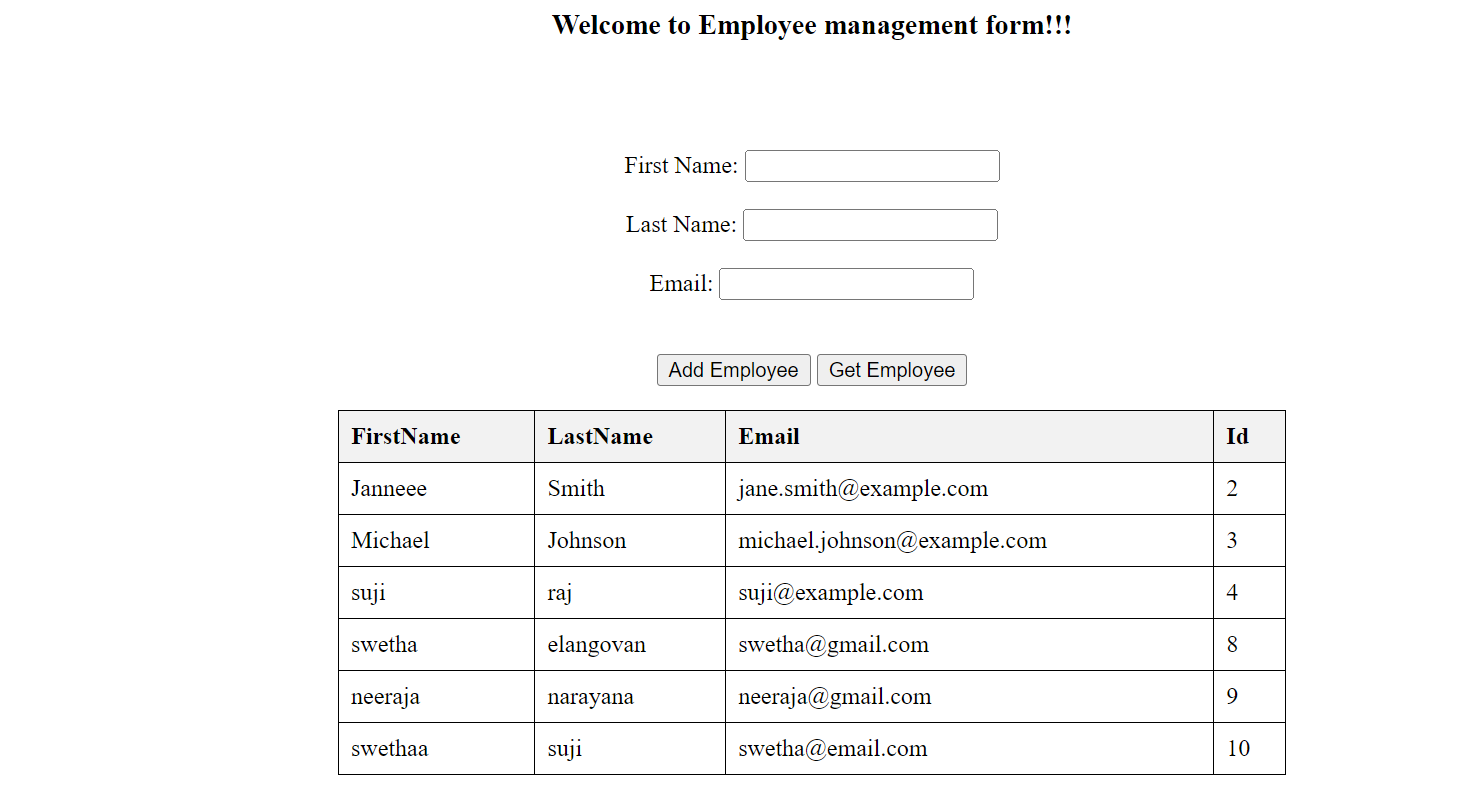 Welcome to Employee management form!!!
First Name:
Last Name:
Email:
Add Employee Get Employee
FirstName LastName Email Id
Janneee Smith jane.smith@example.com 2
Michael Johnson michael.johnson@example.com 3
suji raj suji@example.com 4
swetha elangovan swetha@gmail.com 8
neeraja narayana neeraja@gmail.com 9
swethaa suji swetha@email.com 10